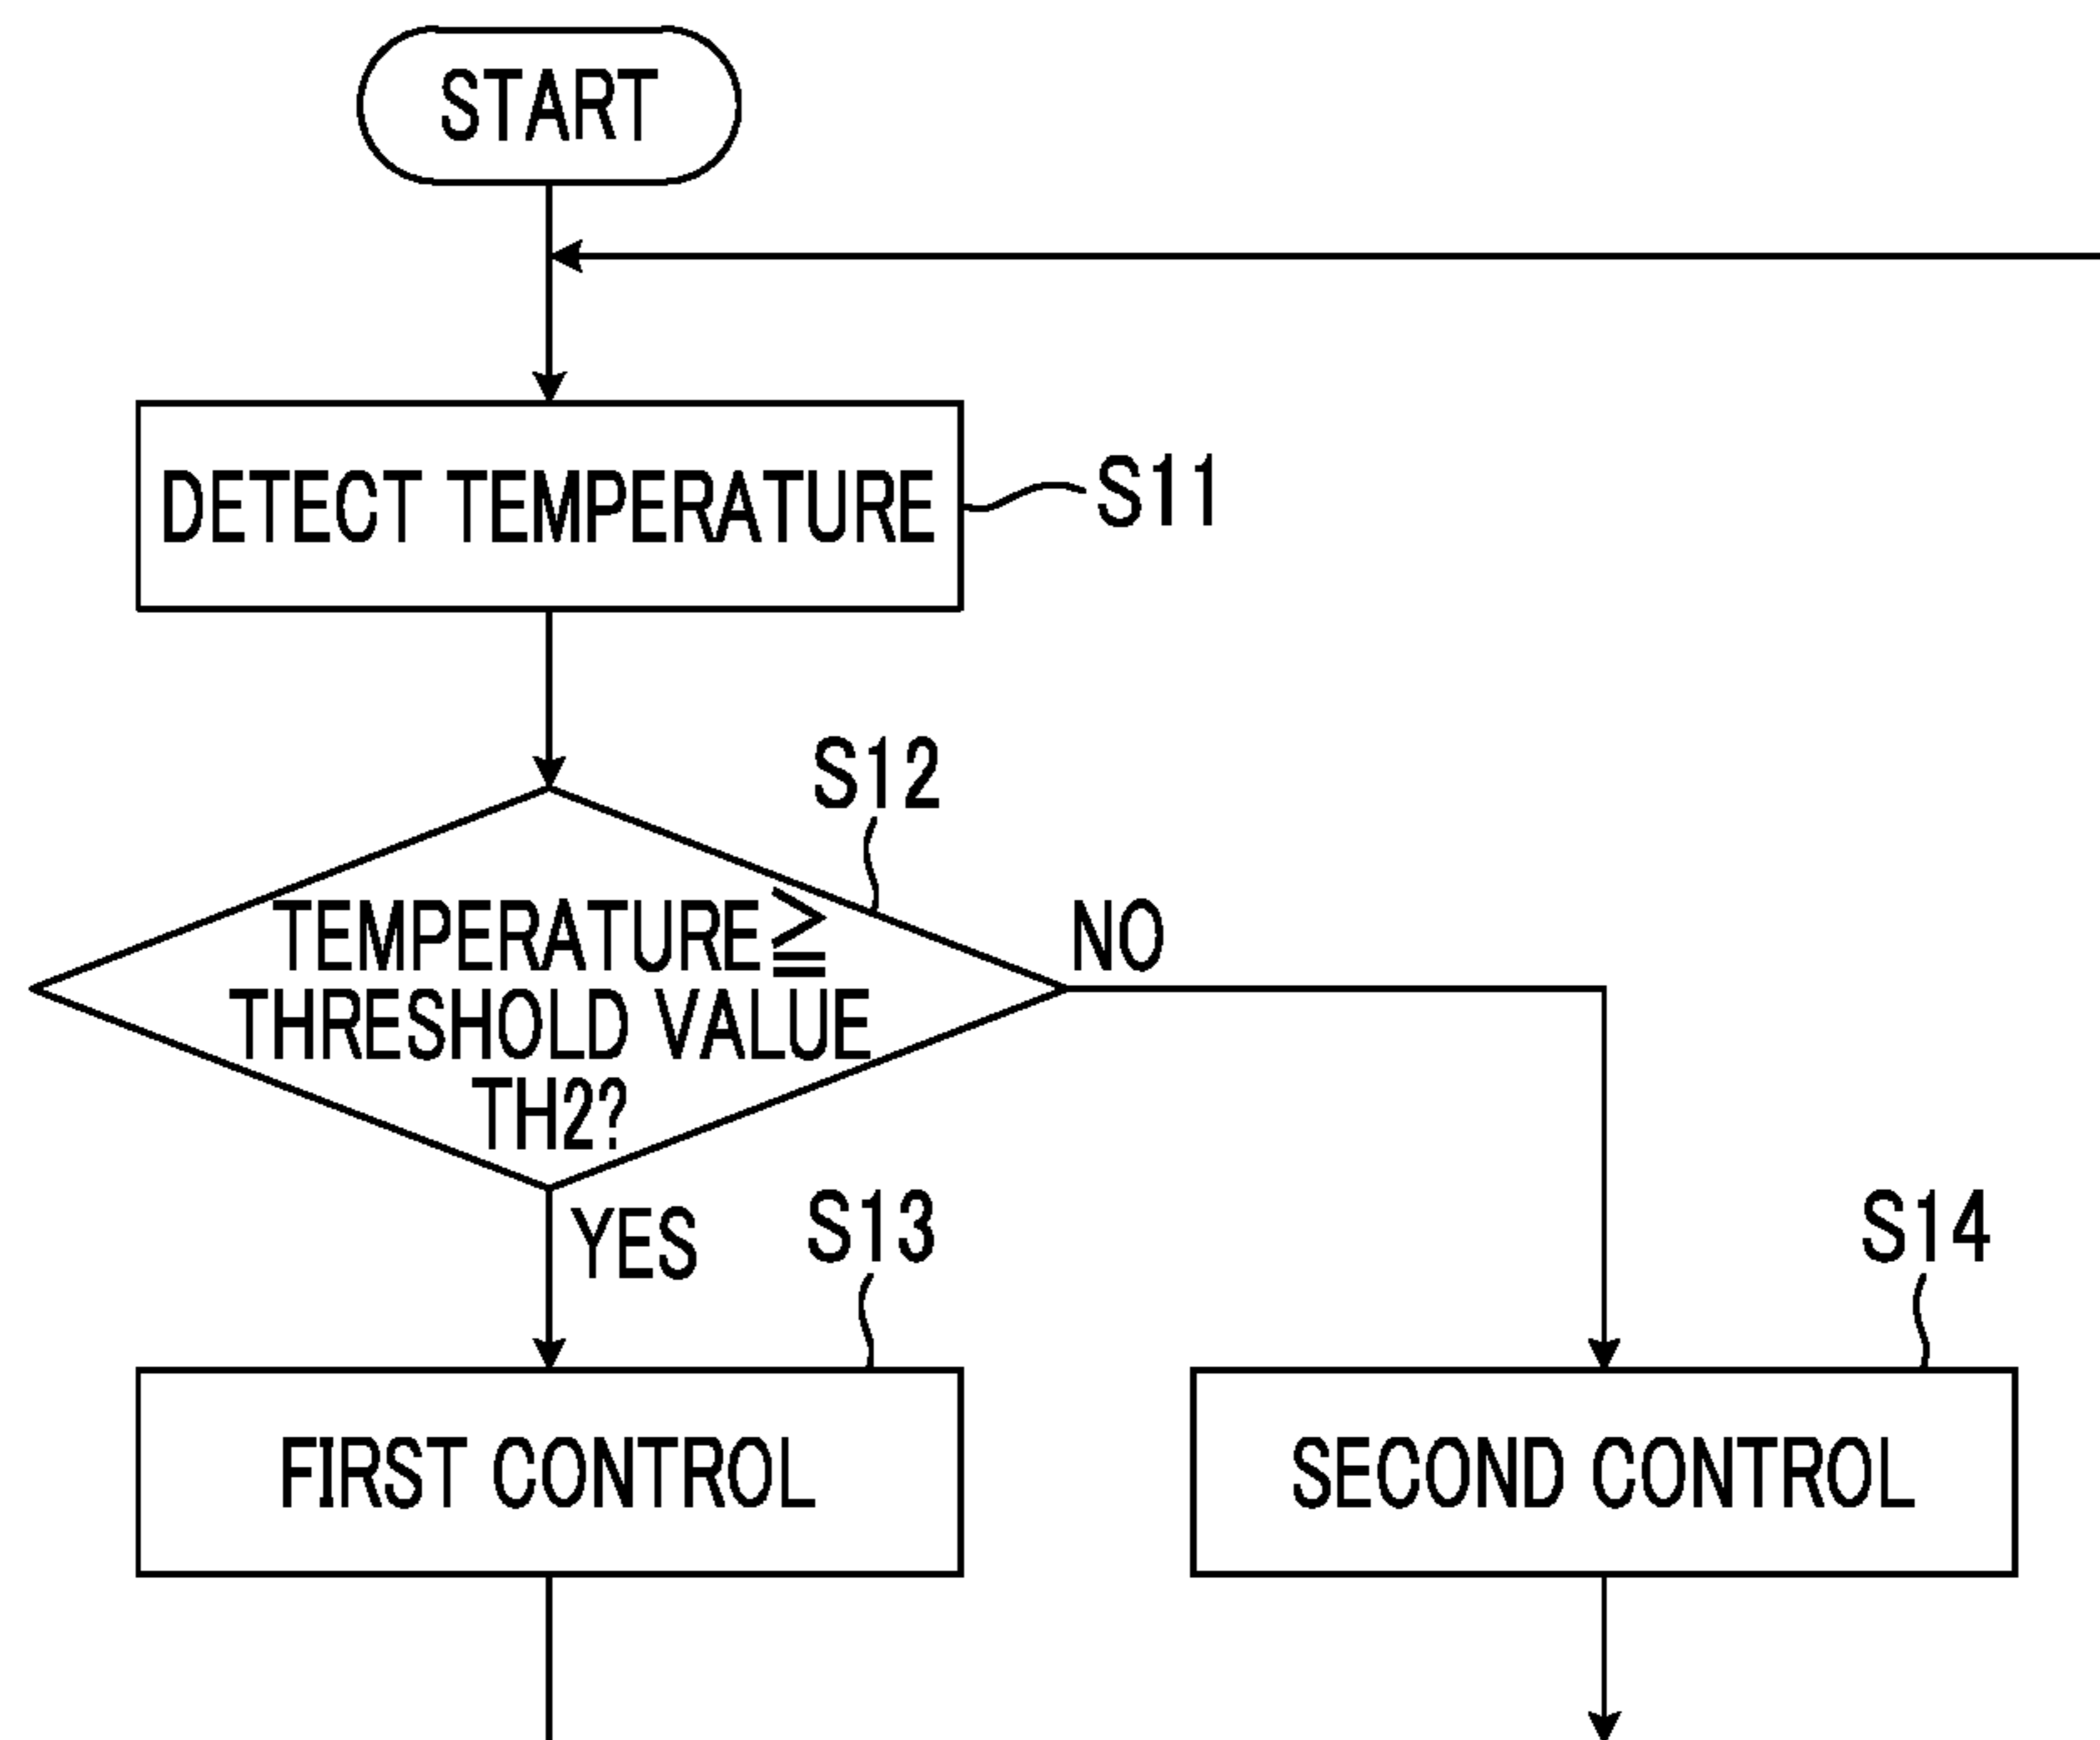 START
DETECT TEMPERATURE
S11
S12
TEMPERATURE≧
THRESHOLD VALUE
TH2?
NO
YES
S13
S14
FIRST CONTROL
SECOND CONTROL